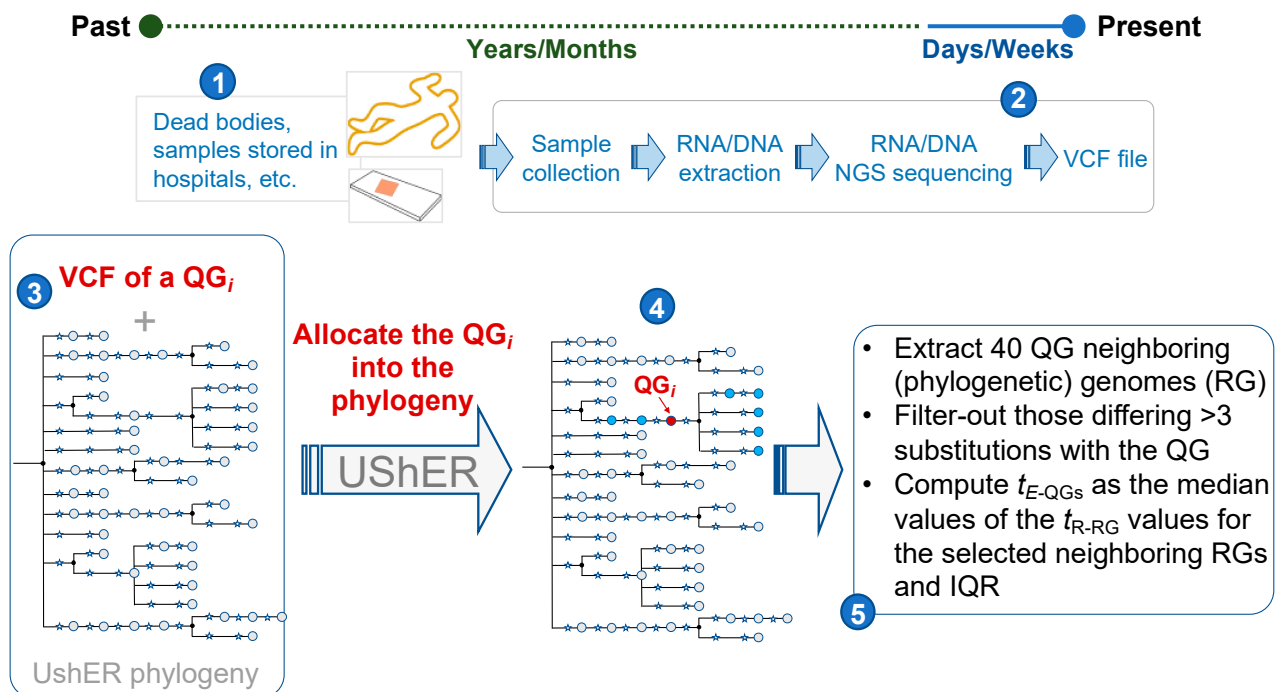 Past
Present
Years/Months
Days/Weeks
1
Dead bodies,
samples stored in
hospitals, etc.
2
Sample
collection
RNA/DNA
extraction
RNA/DNA
NGS sequencing
VCF file
3
VCF of a QGi
+
UshER phylogeny
Allocate the QGi
into the
phylogeny
UShER
4
QGi
• Extract 40 QG neighboring
(phylogenetic) genomes (RG)
• Filter-out those differing >3
substitutions with the QG
• Compute tE-QGs as the median
values of the tR-RG values for
the selected neighboring RGs
and IQR
5